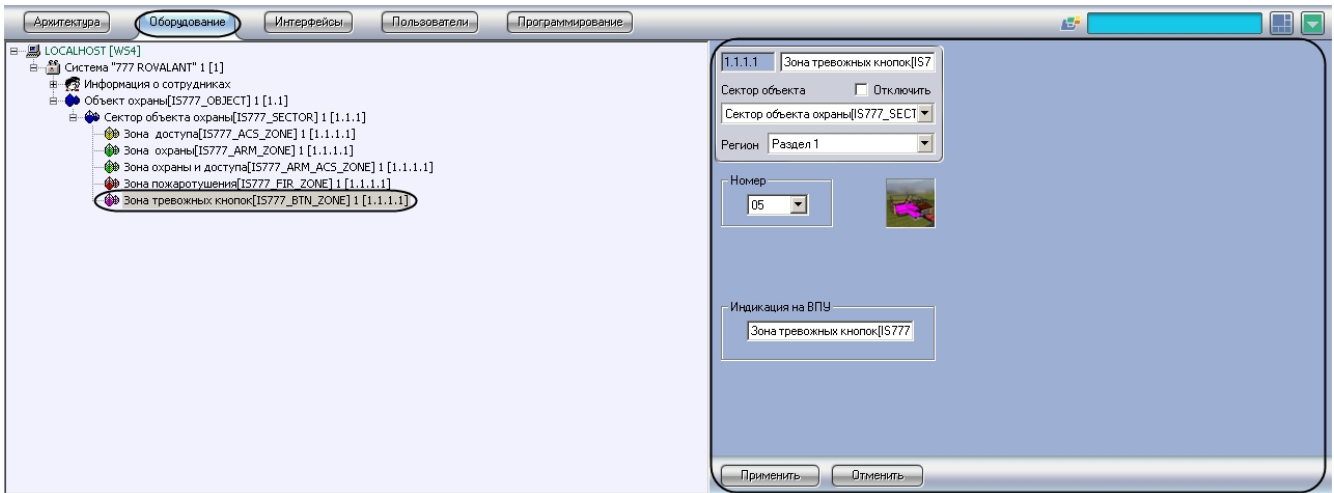 Архитектура Оборудование Интерфейсы Пользователи Программирование
LOCALHOST [WS4]
Система "777 ROVALANT" 1 [1]
Информация о сотрудниках
Объект охраны[IS777_OBJECT] 1 [1.1]
Сектор объекта охраны[IS777_SECTOR] 1 [1.1.1]
Зона доступа[IS777_ACS_ZONE] 1 [1.1.1.1]
Зона охраны[IS777_ARM_ZONE] 1 [1.1.1.1]
Зона охраны и доступа[IS777_ARM_ACS_ZONE] 1 [1.1.1.1]
Зона пожаротушения[IS777_FIR_ZONE] 1 [1.1.1.1]
Зона тревожных кнопок[IS777_BTN_ZONE] 1 [1.1.1.1]
1.1.1.1 Зона тревожных кнопок[IS7
Сектор объекта Отключить
Сектор объекта охраны[IS777_SECT
Регион Раздел 1
Номер
05
Индикация на ВПУ
Зона тревожных кнопок[IS777
Применить Отменить